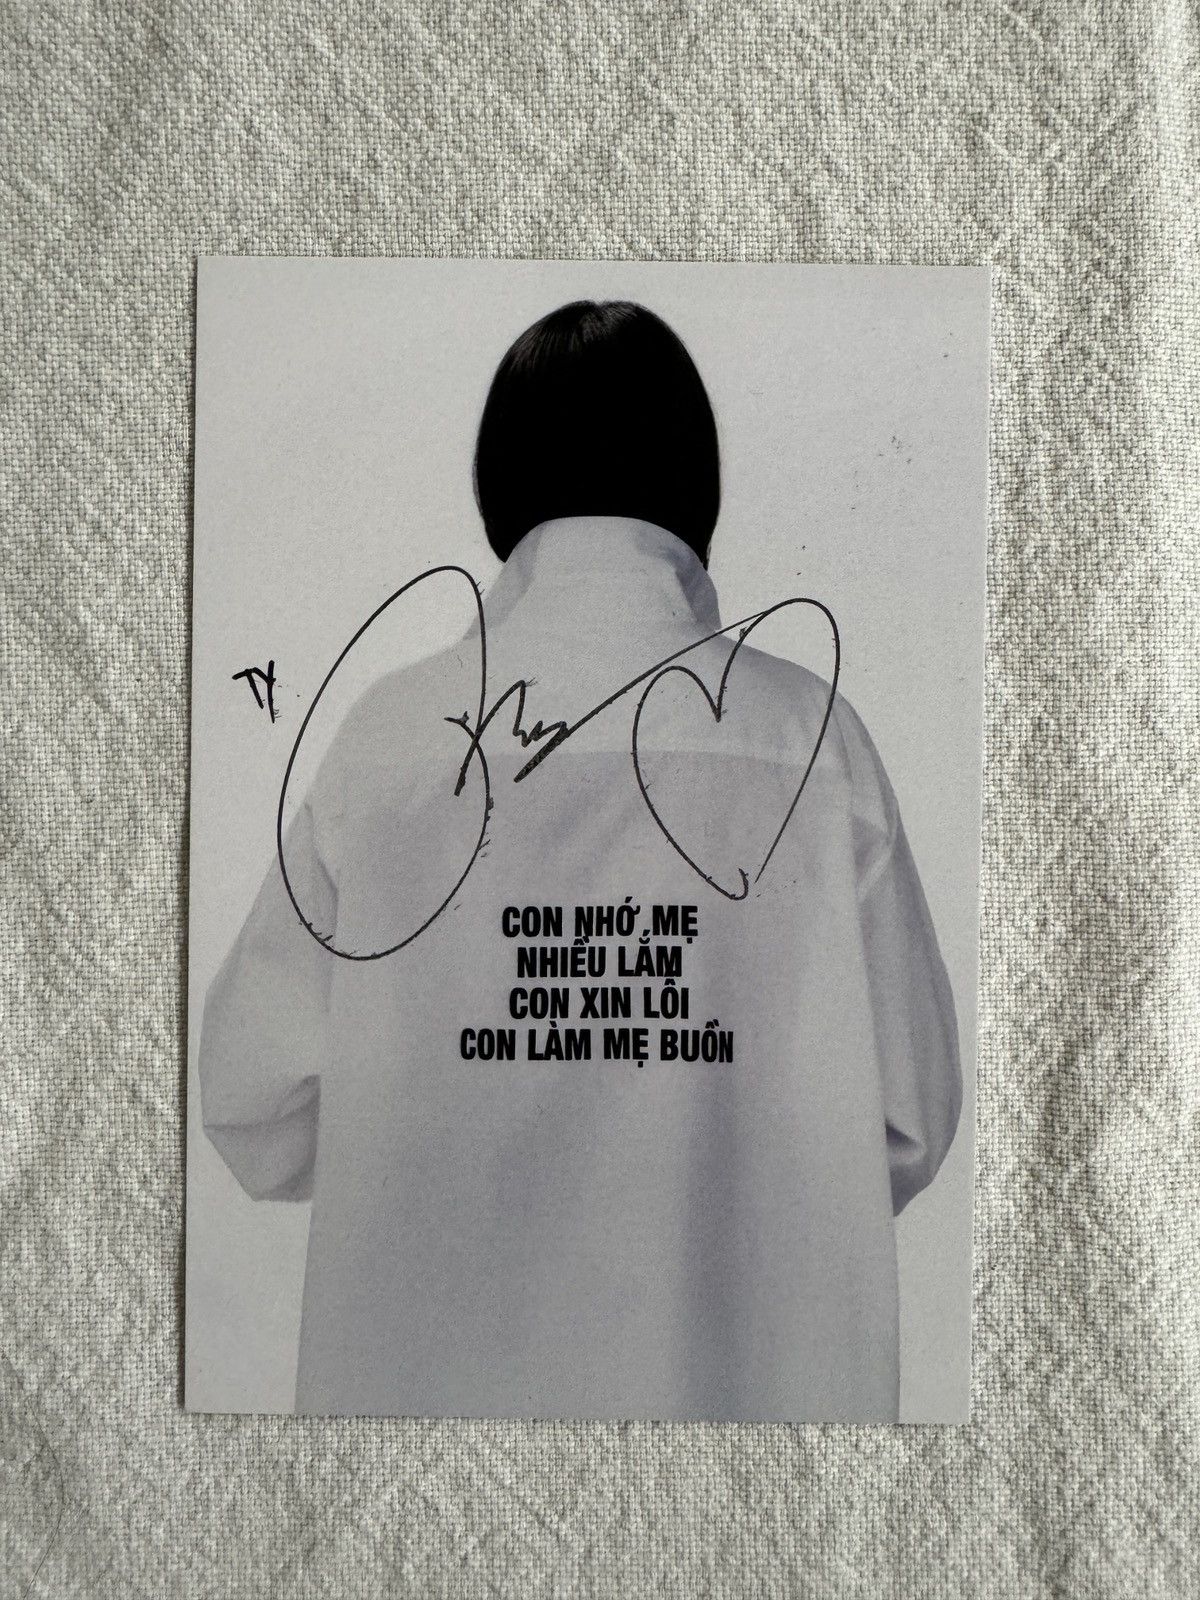 TY
CON NHỚ MẸ
NHIỀU LẮM
CON XIN LỖI
CON LÀM MẸ BUỒN